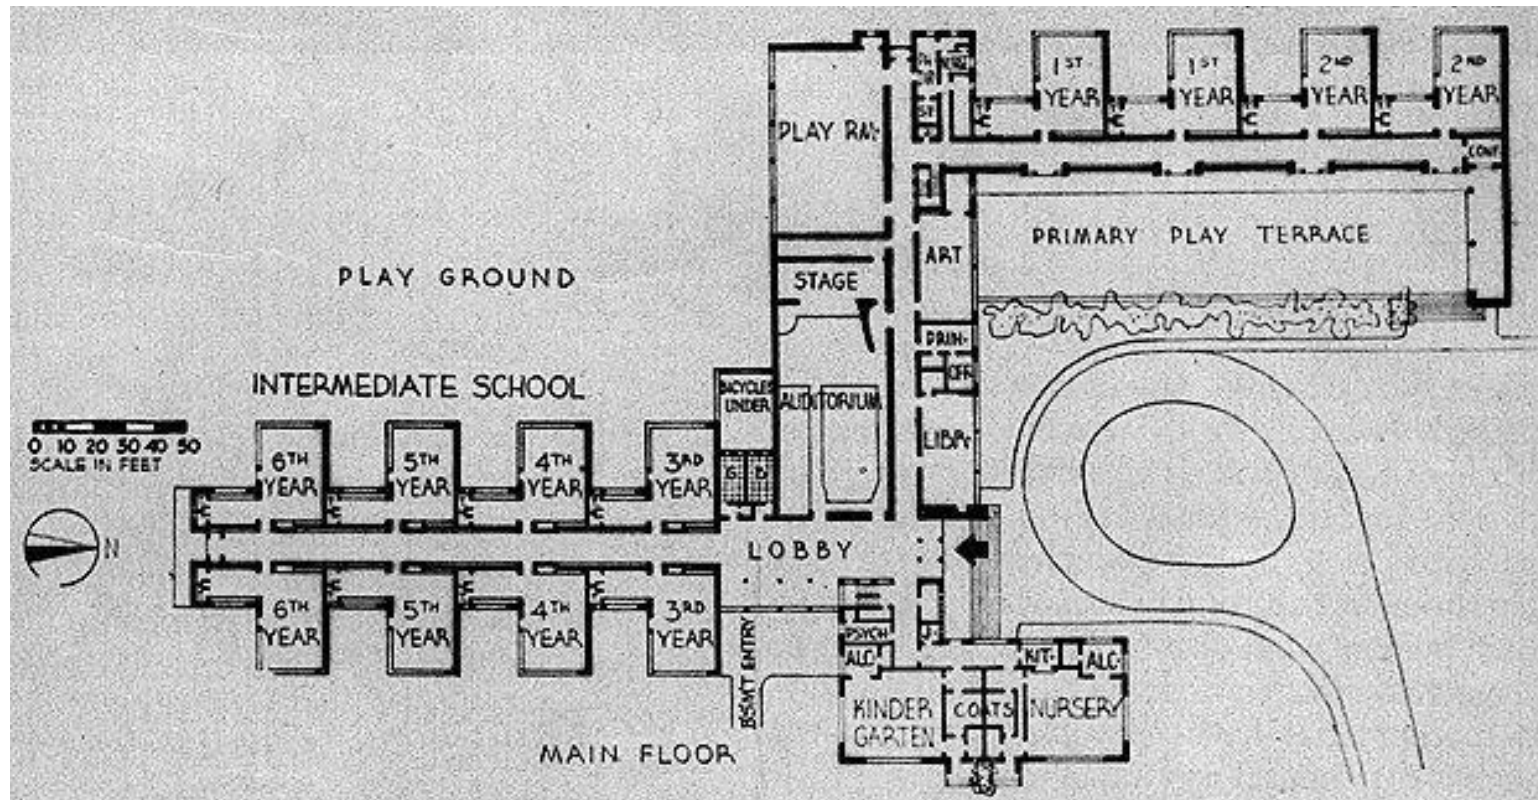 1ST
YEAR
1ST
YEAR
2ND
YEAR
2ND
YEAR
PLAY RM.
CONF.
PRIMARY PLAY TERRACE
ART
STAGE
PLAY GROUND
PRIN.
OFF.
INTERMEDIATE SCHOOL
BICYCLES
UNDER
AUDITORIUM
LIBR.
0 10 20 30 40 50
SCALE IN FEET
6TH
YEAR
5TH
YEAR
4TH
YEAR
3RD
YEAR
G
B
N
LOBBY
6TH
YEAR
5TH
YEAR
4TH
YEAR
3RD
YEAR
PSYCH
ALC.
KIT.
ALC.
BSM'T ENTRY
KINDER
GARTEN
COATS
NURSERY
MAIN FLOOR